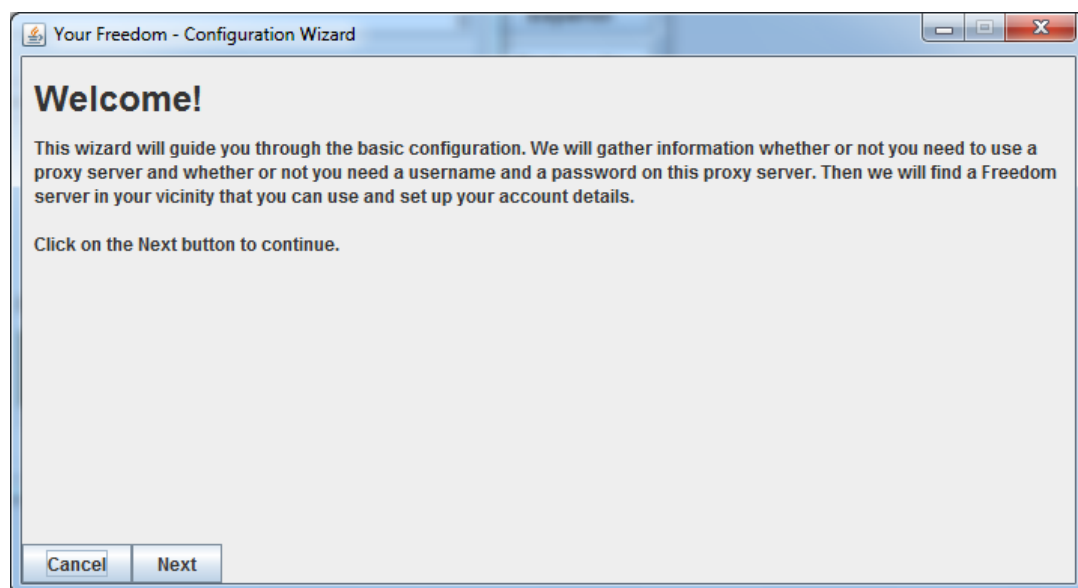 Your Freedom - Configuration Wizard
Welcome!
This wizard will guide you through the basic configuration. We will gather information whether or not you need to use a
proxy server and whether or not you need a username and a password on this proxy server. Then we will find a Freedom
server in your vicinity that you can use and set up your account details.
Click on the Next button to continue.
Cancel Next